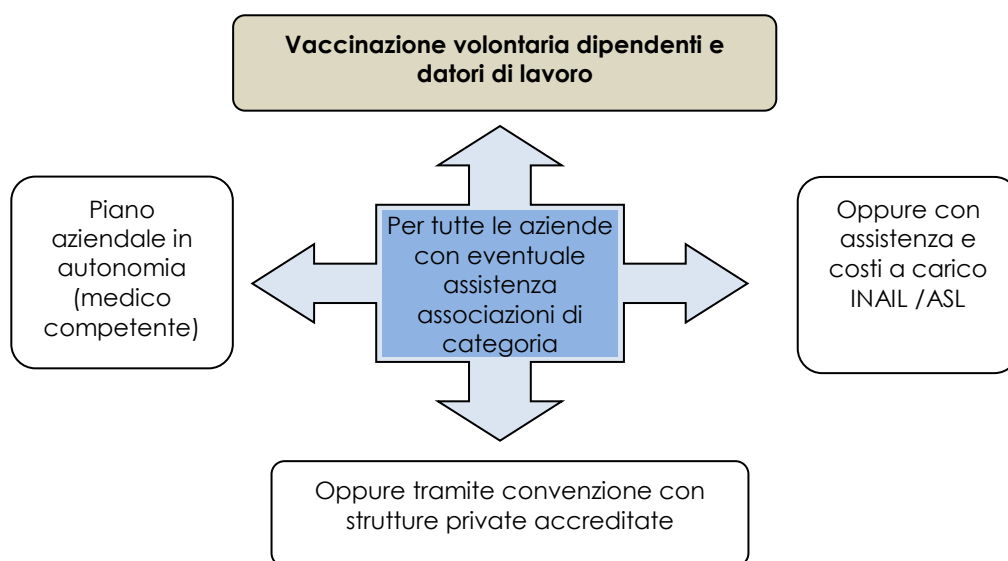 Vaccinazione volontaria dipendenti e
datori di lavoro
Piano
aziendale in
autonomia
(medico
competente)
Per tutte le aziende
con eventuale
assistenza
associazioni di
categoria
Oppure con
assistenza e
costi a carico
INAIL /ASL
Oppure tramite convenzione con
strutture private accreditate